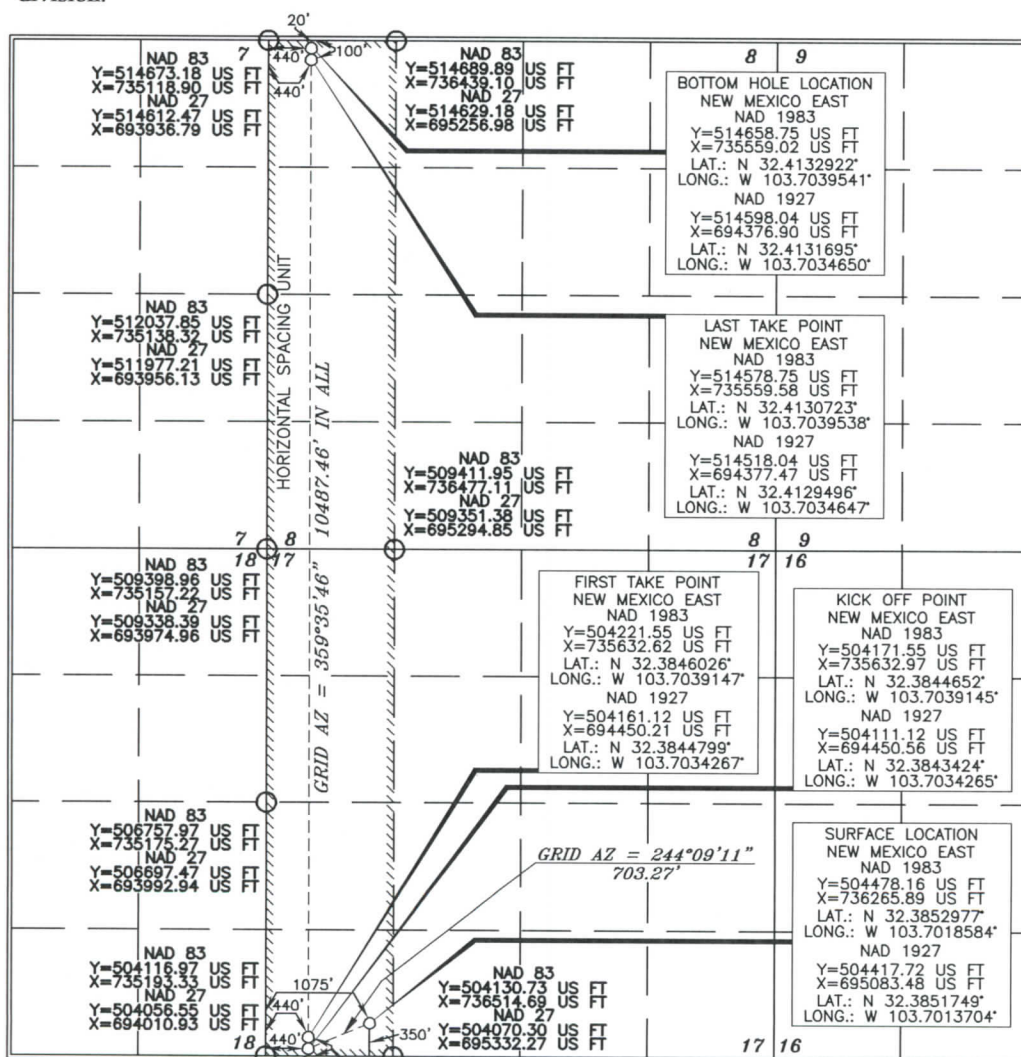 20'
7
440'
100'
440'
NAD 83
Y=514673.18 US FT
X=735118.90 US FT
NAD 27
Y=514612.47 US FT
X=693936.79 US FT
NAD 83
Y=514689.89 US FT
X=736439.10 US FT
NAD 27
Y=514629.18 US FT
X=695256.98 US FT
8 9
BOTTOM HOLE LOCATION
NEW MEXICO EAST
NAD 1983
Y=514658.75 US FT
X=735559.02 US FT
LAT.: N 32.4132922°
LONG.: W 103.7039541°
NAD 1927
Y=514598.04 US FT
X=694376.90 US FT
LAT.: N 32.4131695°
LONG.: W 103.7034650°
NAD 83
Y=512037.85 US FT
X=735138.32 US FT
NAD 27
Y=511977.21 US FT
X=693956.13 US FT
HORIZONTAL SPACING UNIT
GRID AZ = 359°35'46" 10487.46' IN ALL
LAST TAKE POINT
NEW MEXICO EAST
NAD 1983
Y=514578.75 US FT
X=735559.58 US FT
LAT.: N 32.4130723°
LONG.: W 103.7039538°
NAD 1927
Y=514518.04 US FT
X=694377.47 US FT
LAT.: N 32.4129496°
LONG.: W 103.7034647°
NAD 83
Y=509411.95 US FT
X=736477.11 US FT
NAD 27
Y=509351.38 US FT
X=695294.85 US FT
7 8
18 17
8 9
17 16
NAD 83
Y=509398.96 US FT
X=735157.22 US FT
NAD 27
Y=509338.39 US FT
X=693974.96 US FT
FIRST TAKE POINT
NEW MEXICO EAST
NAD 1983
Y=504221.55 US FT
X=735632.62 US FT
LAT.: N 32.3846026°
LONG.: W 103.7039147°
NAD 1927
Y=504161.12 US FT
X=694450.21 US FT
LAT.: N 32.3844799°
LONG.: W 103.7034267°
KICK OFF POINT
NEW MEXICO EAST
NAD 1983
Y=504171.55 US FT
X=735632.97 US FT
LAT.: N 32.3844652°
LONG.: W 103.7039145°
NAD 1927
Y=504111.12 US FT
X=694450.56 US FT
LAT.: N 32.3843424°
LONG.: W 103.7034265°
NAD 83
Y=506757.97 US FT
X=735175.27 US FT
NAD 27
Y=506697.47 US FT
X=693992.94 US FT
GRID AZ = 244°09'11"
703.27'
SURFACE LOCATION
NEW MEXICO EAST
NAD 1983
Y=504478.16 US FT
X=736265.89 US FT
LAT.: N 32.3852977°
LONG.: W 103.7018584°
NAD 1927
Y=504417.72 US FT
X=695083.48 US FT
LAT.: N 32.3851749°
LONG.: W 103.7013704°
NAD 83
Y=504116.97 US FT
X=735193.33 US FT
NAD 27
Y=504056.55 US FT
X=694010.93 US FT
1075'
440'
440'
350'
NAD 83
Y=504130.73 US FT
X=736514.69 US FT
NAD 27
Y=504070.30 US FT
X=695332.27 US FT
18
17 16